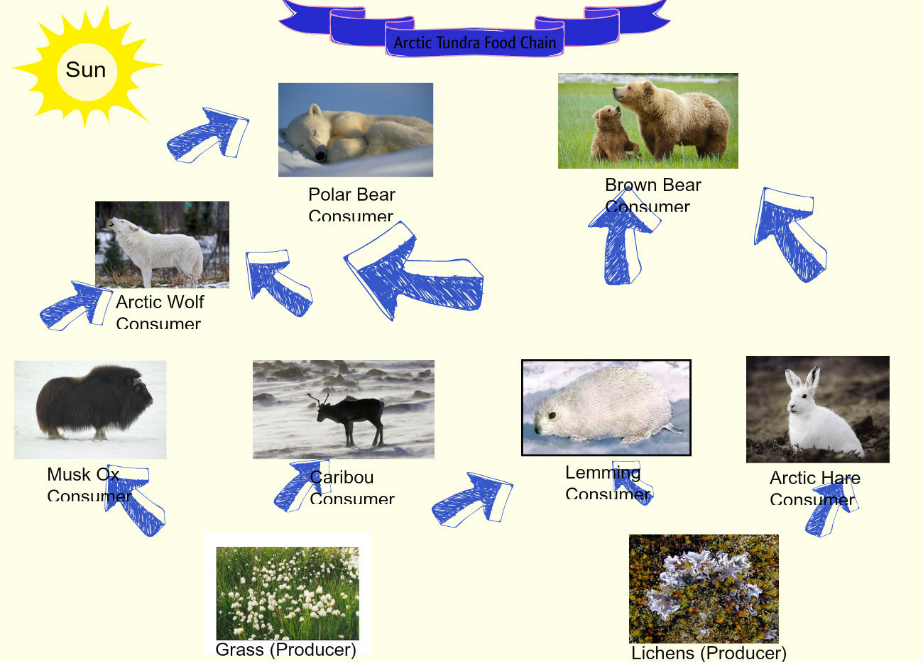 Arctic Tundra Food Chain
Sun
Polar Bear
Consumer
Brown Bear
Consumer
Arctic Wolf
Consumer
Musk Ox
Consumer
Caribou
Consumer
Lemming
Consumer
Arctic Hare
Consumer
Grass (Producer)
Lichens (Producer)